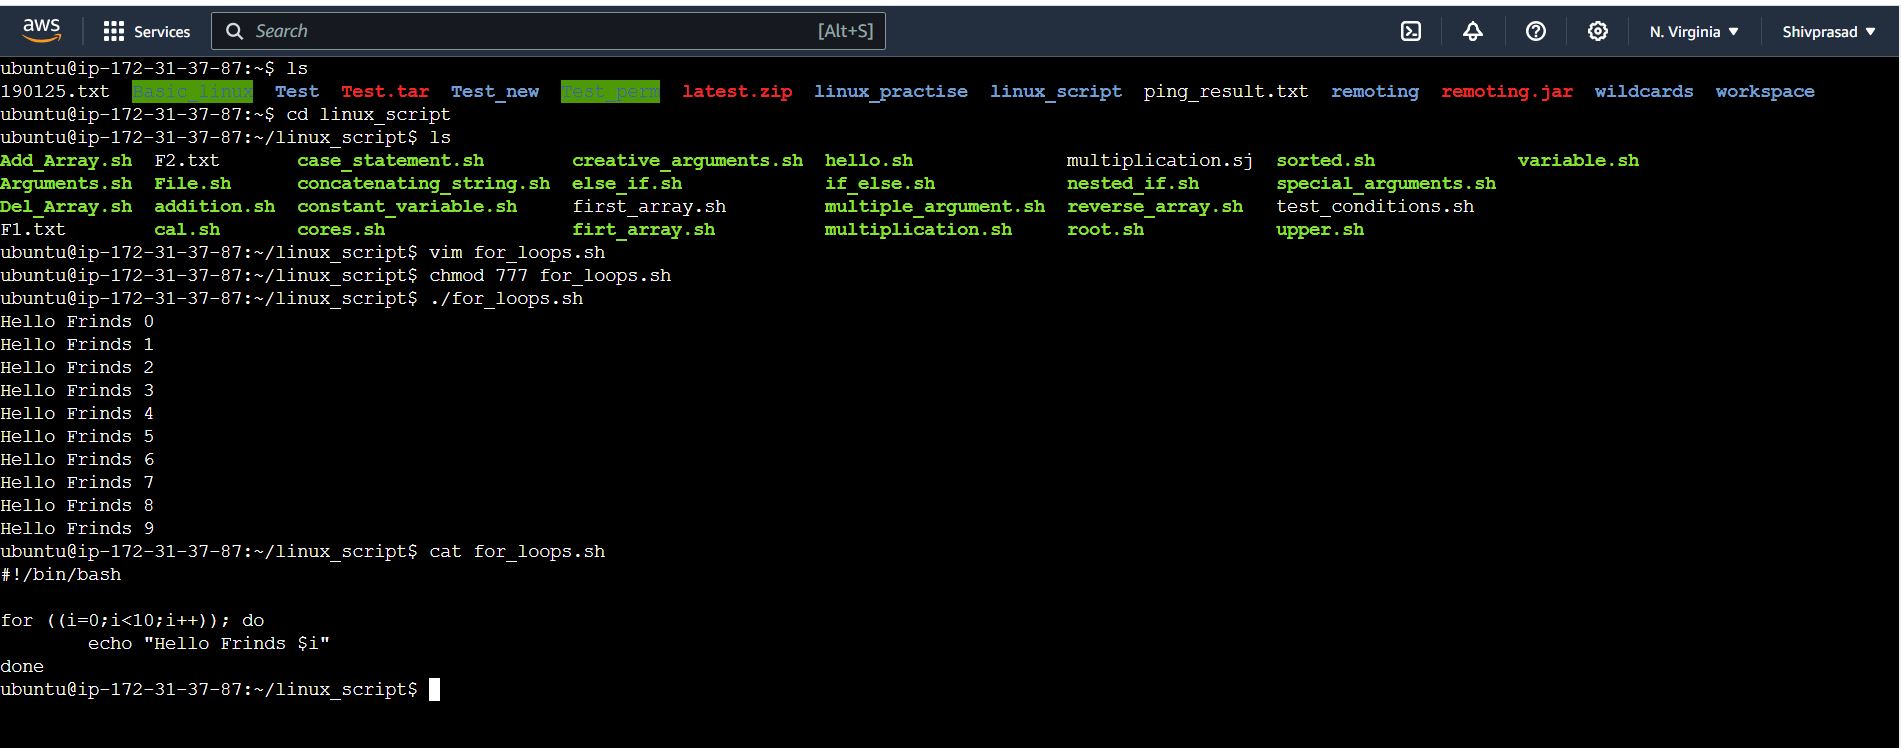 aws Services Search [Alt+S] N. Virginia Shivprasad
ubuntu@ip-172-31-37-87:~$ ls
190125.txt Basic_linux Test Test.tar Test_new Test_perm latest.zip linux_practise linux_script ping_result.txt remoting remoting.jar wildcards workspace
ubuntu@ip-172-31-37-87:~$ cd linux_script
ubuntu@ip-172-31-37-87:~/linux_script$ ls
Add_Array.sh F2.txt case_statement.sh creative_arguments.sh hello.sh multiplication.sj sorted.sh variable.sh
Arguments.sh File.sh concatenating_string.sh else_if.sh if_else.sh nested_if.sh special_arguments.sh
Del_Array.sh addition.sh constant_variable.sh first_array.sh multiple_argument.sh reverse_array.sh test_conditions.sh
F1.txt cal.sh cores.sh firt_array.sh multiplication.sh root.sh upper.sh
ubuntu@ip-172-31-37-87:~/linux_script$ vim for_loops.sh
ubuntu@ip-172-31-37-87:~/linux_script$ chmod 777 for_loops.sh
ubuntu@ip-172-31-37-87:~/linux_script$ ./for_loops.sh
Hello Frinds 0
Hello Frinds 1
Hello Frinds 2
Hello Frinds 3
Hello Frinds 4
Hello Frinds 5
Hello Frinds 6
Hello Frinds 7
Hello Frinds 8
Hello Frinds 9
ubuntu@ip-172-31-37-87:~/linux_script$ cat for_loops.sh
#!/bin/bash
for ((i=0;i<10;i++)); do
echo "Hello Frinds $i"
done
ubuntu@ip-172-31-37-87:~/linux_script$